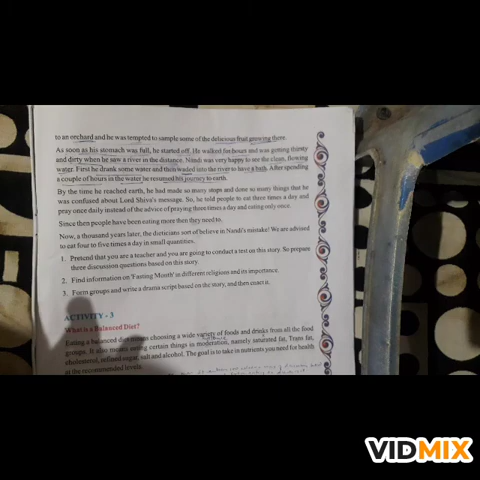 to an orchard and he was tempted to sample some of the delicious fruit growing there.
As soon as his stomach was full, he started off. He walked for hours and was getting thirsty
and dirty when he saw a river in the distance. Nandi was very happy to see the clean, flowing
water. First he drank some water and then waded into the river to have a bath. After spending
a couple of hours in the water he resumed his journey to earth.
By the time he reached earth, he had made so many stops and done so many things that he
was confused about Lord Shiva's message. So, he told people to eat three times a day and
pray once daily instead of the advice of praying three times a day and eating only once.
Since then people have been eating more then they need to.
Now, a thousand years later, the dieticians sort of believe in Nandi's mistake! We are advised
to eat four to five times a day in small quantities.
1. Pretend that you are a teacher and you are going to conduct a test on this story. So prepare
three discussion questions based on this story.
2. Find information on 'Fasting Month' in different religions and its importance.
3. Form groups and write a drama script based on the story, and then enact it.
ACTIVITY - 3
What is a Balanced Diet?
Eating a balanced diet means choosing a wide variety of foods and drinks from all the food
groups. It also means eating certain things in moderation, namely saturated fat, Trans fat,
cholesterol, refined sugar, salt and alcohol. The goal is to take in nutrients you need for health
at the recommended levels.
VIDMIX